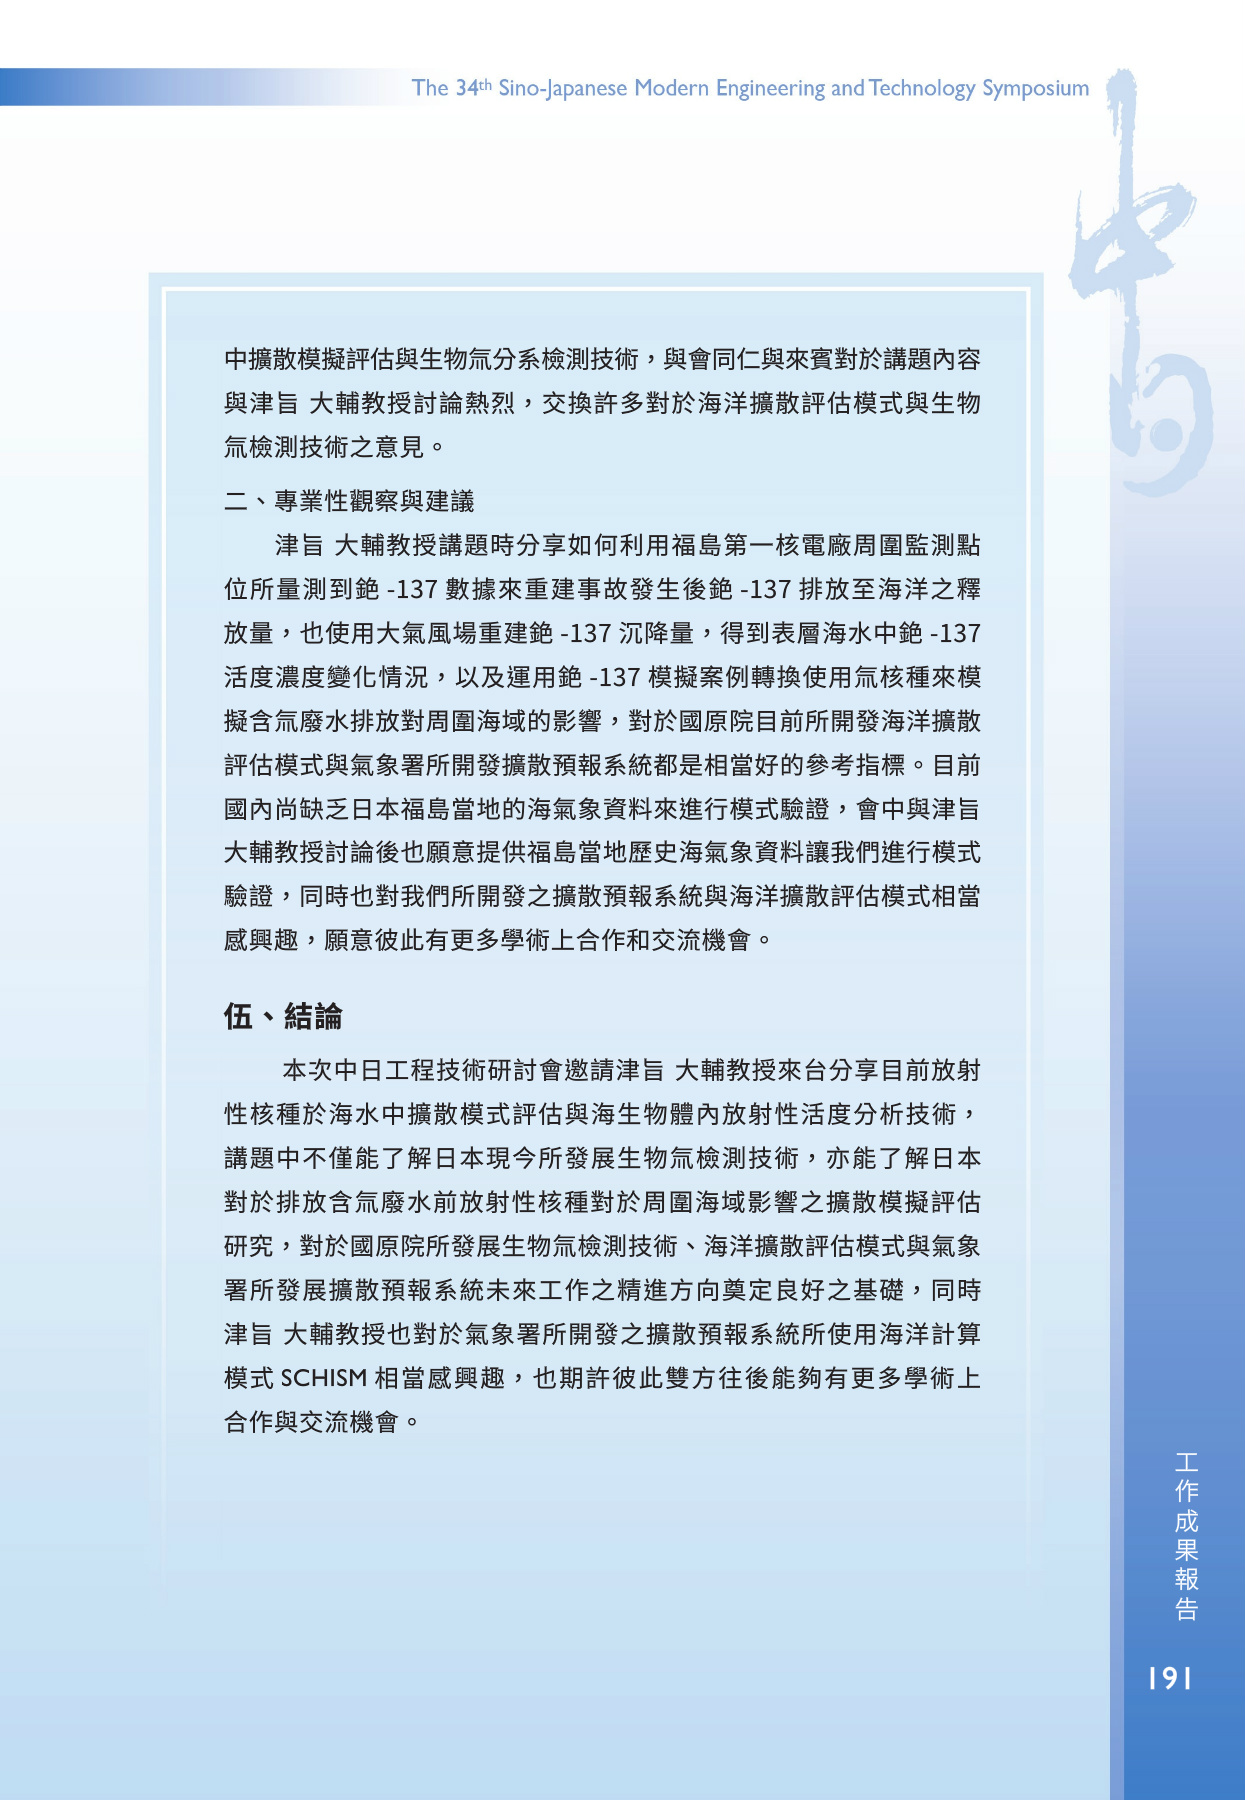 The 34th Sino-Japanese Modern Engineering and Technology Symposium
中日
中擴散模擬評估與生物氚分系檢測技術，與會同仁與來賓對於講題內容
與津旨 大輔教授討論熱烈，交換許多對於海洋擴散評估模式與生物
氚檢測技術之意見。
二、專業性觀察與建議
津旨 大輔教授講題時分享如何利用福島第一核電廠周圍監測點
位所量測到銫 -137 數據來重建事故發生後銫 -137 排放至海洋之釋
放量，也使用大氣風場重建銫 -137 沉降量，得到表層海水中銫 -137
活度濃度變化情況，以及運用銫 -137 模擬案例轉換使用氚核種來模
擬含氚廢水排放對周圍海域的影響，對於國原院目前所開發海洋擴散
評估模式與氣象署所開發擴散預報系統都是相當好的參考指標。目前
國內尚缺乏日本福島當地的海氣象資料來進行模式驗證，會中與津旨
大輔教授討論後也願意提供福島當地歷史海氣象資料讓我們進行模式
驗證，同時也對我們所開發之擴散預報系統與海洋擴散評估模式相當
感興趣，願意彼此有更多學術上合作和交流機會。
伍、結論
本次中日工程技術研討會邀請津旨 大輔教授來台分享目前放射
性核種於海水中擴散模式評估與海生物體內放射性活度分析技術，
講題中不僅能了解日本現今所發展生物氚檢測技術，亦能了解日本
對於排放含氚廢水前放射性核種對於周圍海域影響之擴散模擬評估
研究，對於國原院所發展生物氚檢測技術、海洋擴散評估模式與氣象
署所發展擴散預報系統未來工作之精進方向奠定良好之基礎，同時
津旨 大輔教授也對於氣象署所開發之擴散預報系統所使用海洋計算
模式 SCHISM 相當感興趣，也期許彼此雙方往後能夠有更多學術上
合作與交流機會。
工作成果報告
191